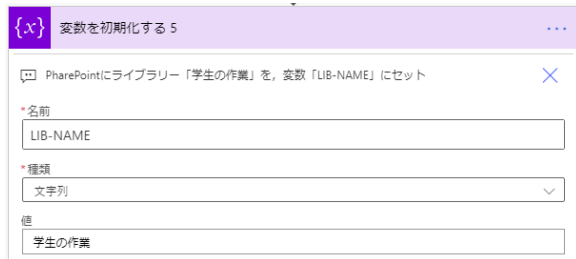 {x} 変数を初期化する 5
PharePointにライブラリー「学生の作業」を，変数「LIB-NAME」にセット
*名前
LIB-NAME
*種類
文字列
値
学生の作業